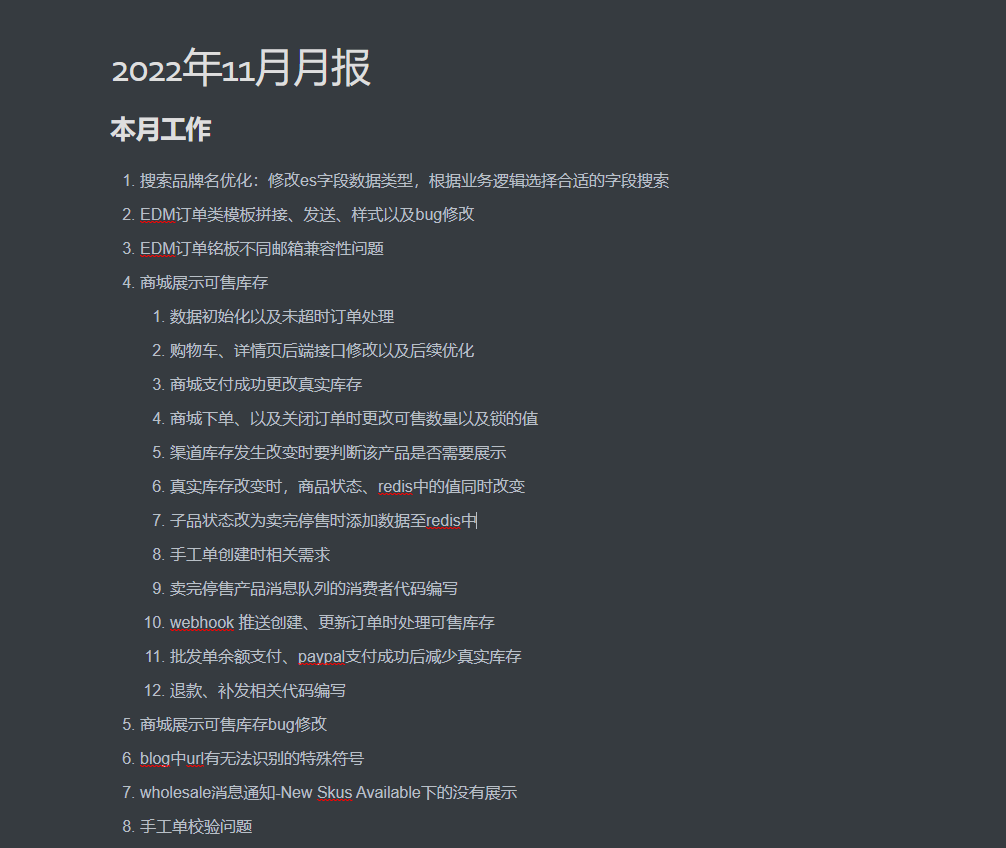 2022年11月月报
本月工作
1. 搜索品牌名优化：修改es字段数据类型，根据业务逻辑选择合适的字段搜索
2. EDM订单类模板拼接、发送、样式以及bug修改
3. EDM订单铭板不同邮箱兼容性问题
4. 商城展示可售库存
1. 数据初始化以及未超时订单处理
2. 购物车、详情页后端接口修改以及后续优化
3. 商城支付成功更改真实库存
4. 商城下单、以及关闭订单时更改可售数量以及锁的值
5. 渠道库存发生改变时要判断该产品是否需要展示
6. 真实库存改变时，商品状态、redis中的值同时改变
7. 子品状态改为卖完停售时添加数据至redis中
8. 手工单创建时相关需求
9. 卖完停售产品消息队列的消费者代码编写
10. webhook 推送创建、更新订单时处理可售库存
11. 批发单余额支付、paypal支付成功后减少真实库存
12. 退款、补发相关代码编写
5. 商城展示可售库存bug修改
6. blog中url有无法识别的特殊符号
7. wholesale消息通知-New Skus Available下的没有展示
8. 手工单校验问题